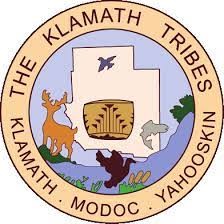 THE KLAMATH TRIBES
KLAMATH . MODOC . YAHOOSKIN